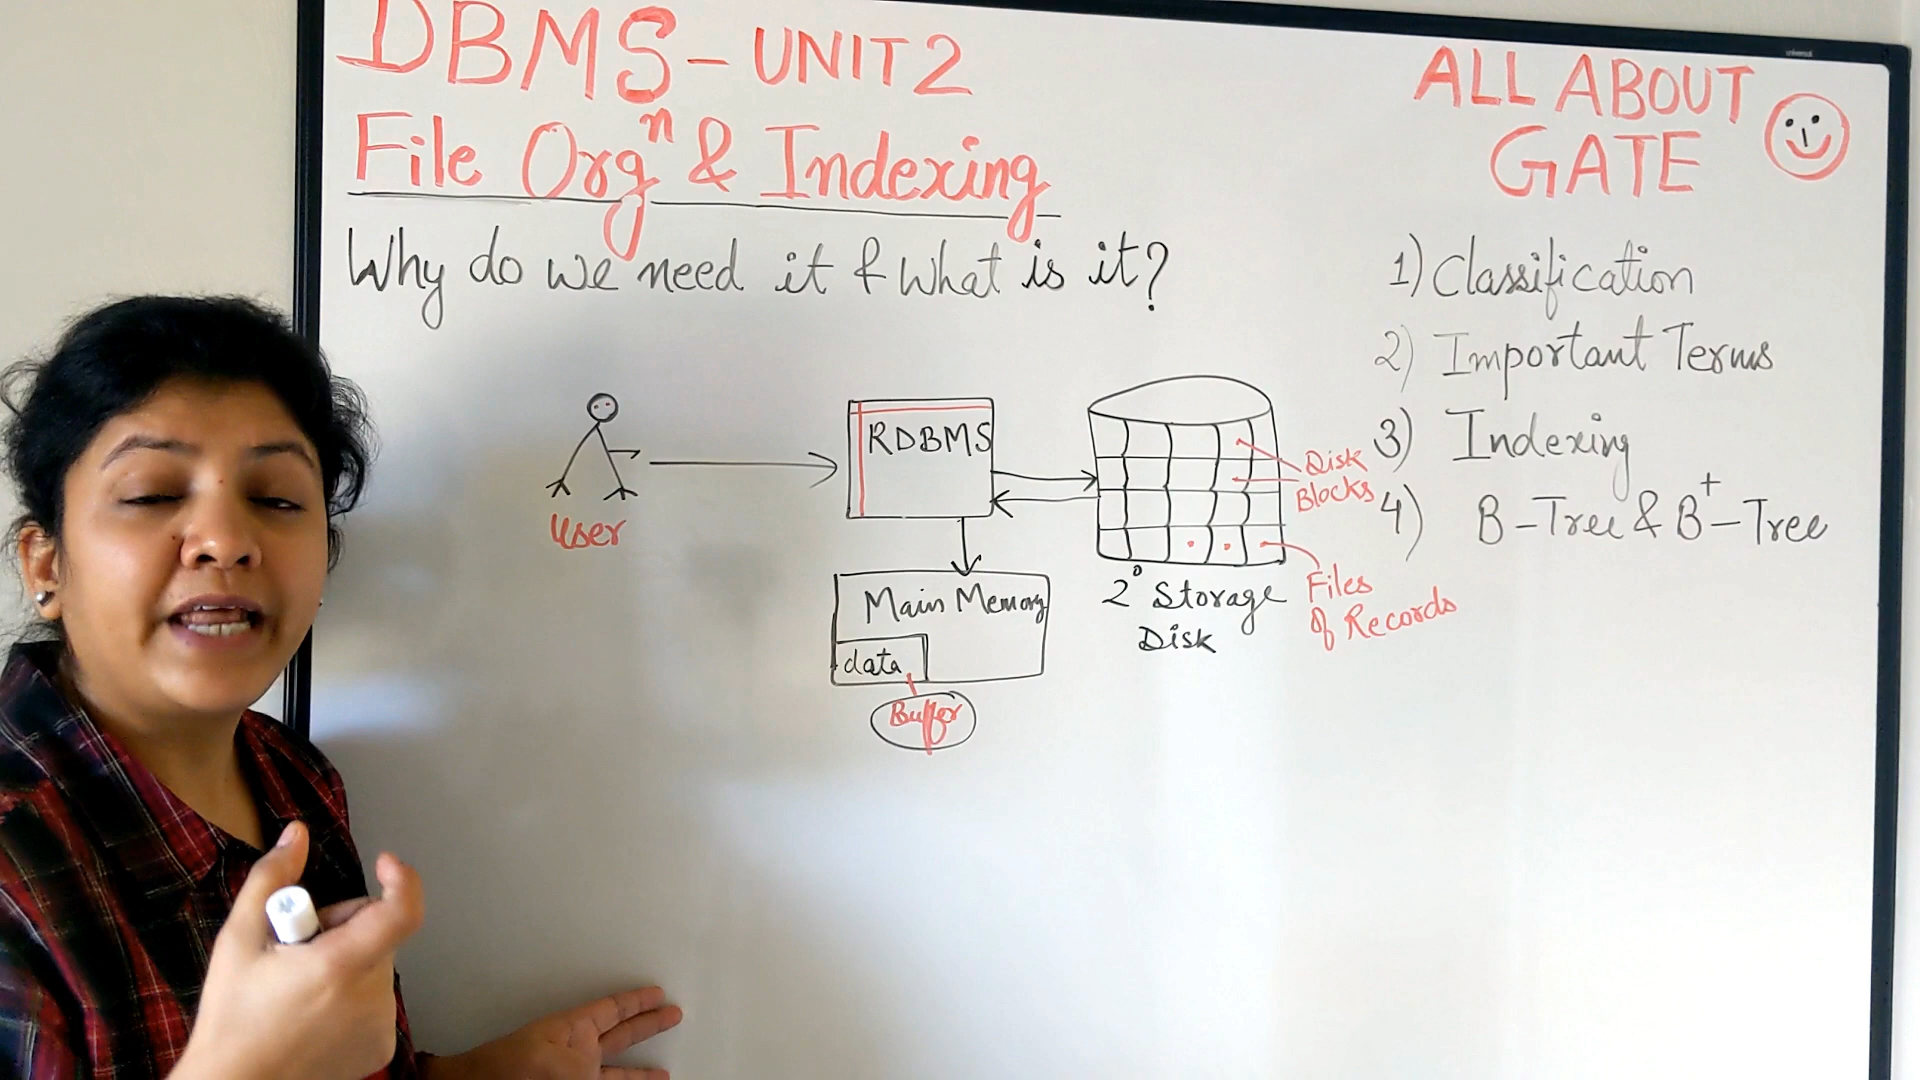 DBMS - UNIT 2
File Orgⁿ & Indexing
Why do we need it & What is it?
User
RDBMS
Main Memory
data
Buffer
2° Storage
Disk
Disk
Blocks
Files
of Records
ALL ABOUT
GATE
1) Classification
2) Important Terms
3) Indexing
4) B-Tree & B⁺-Tree
universal